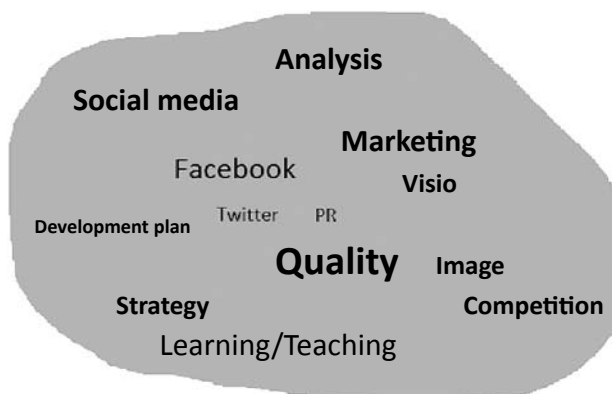 Analysis
Social media
Marketing
Facebook
Visio
Twitter PR
Development plan
Quality
Image
Strategy
Competition
Learning/Teaching